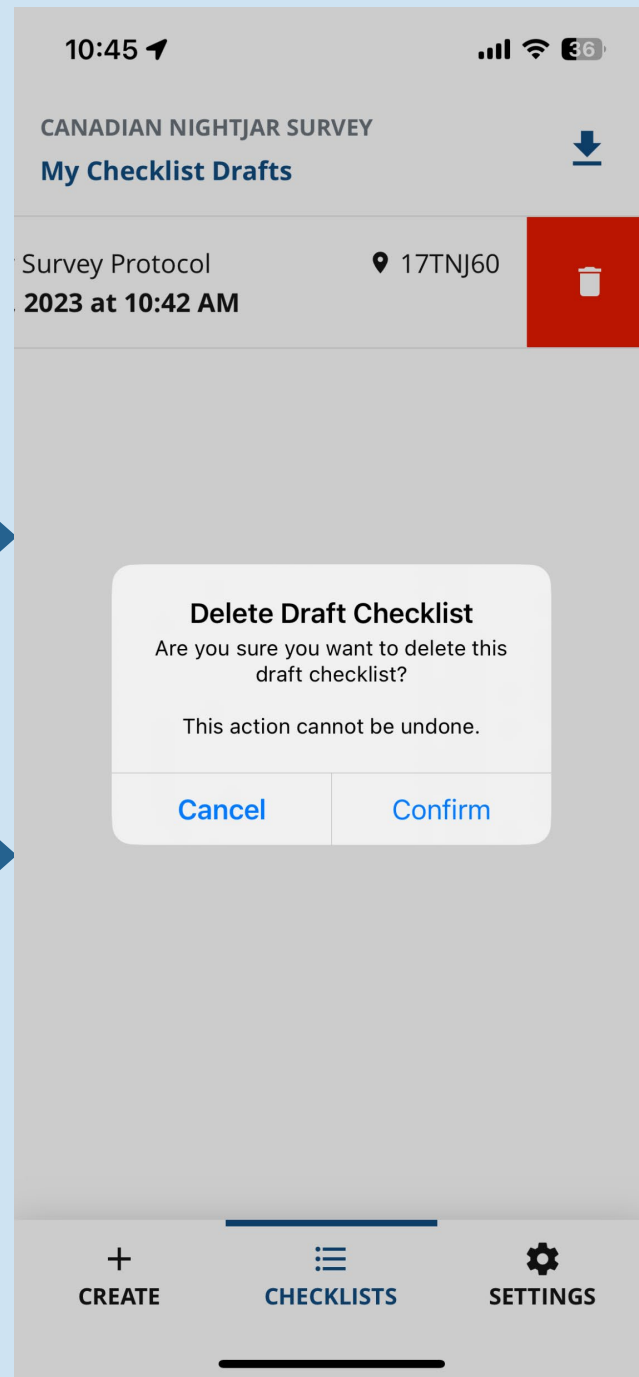 10:45
36
CANADIAN NIGHTJAR SURVEY
My Checklist Drafts
Survey Protocol
17TNJ60
2023 at 10:42 AM
Delete Draft Checklist
Are you sure you want to delete this
draft checklist?
This action cannot be undone.
Cancel
Confirm
CREATE
CHECKLISTS
SETTINGS